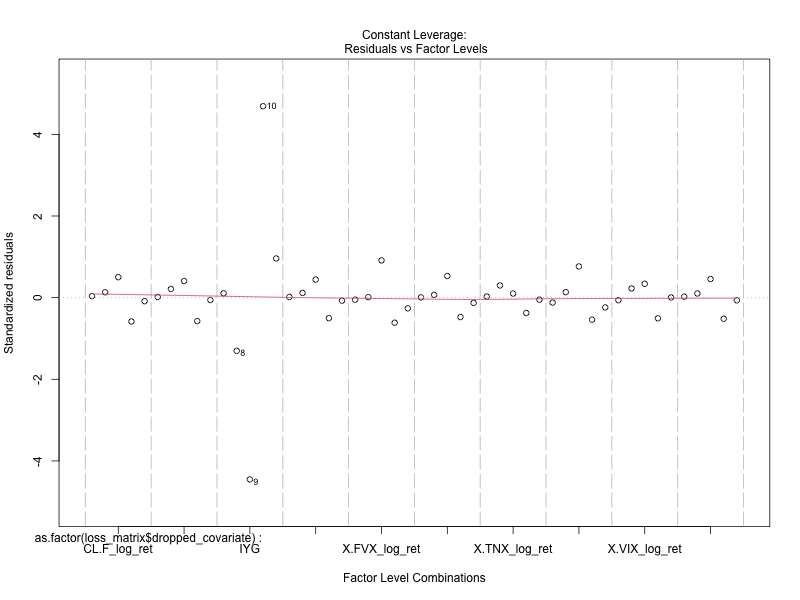 Constant Leverage:
Residuals vs Factor Levels
Standardized residuals
4
2
0
-2
-4
10
8
9
as.factor(loss_matrix$dropped_covariate) :
CL.F_log_ret IYG X.FVX_log_ret X.TNX_log_ret X.VIX_log_ret
Factor Level Combinations